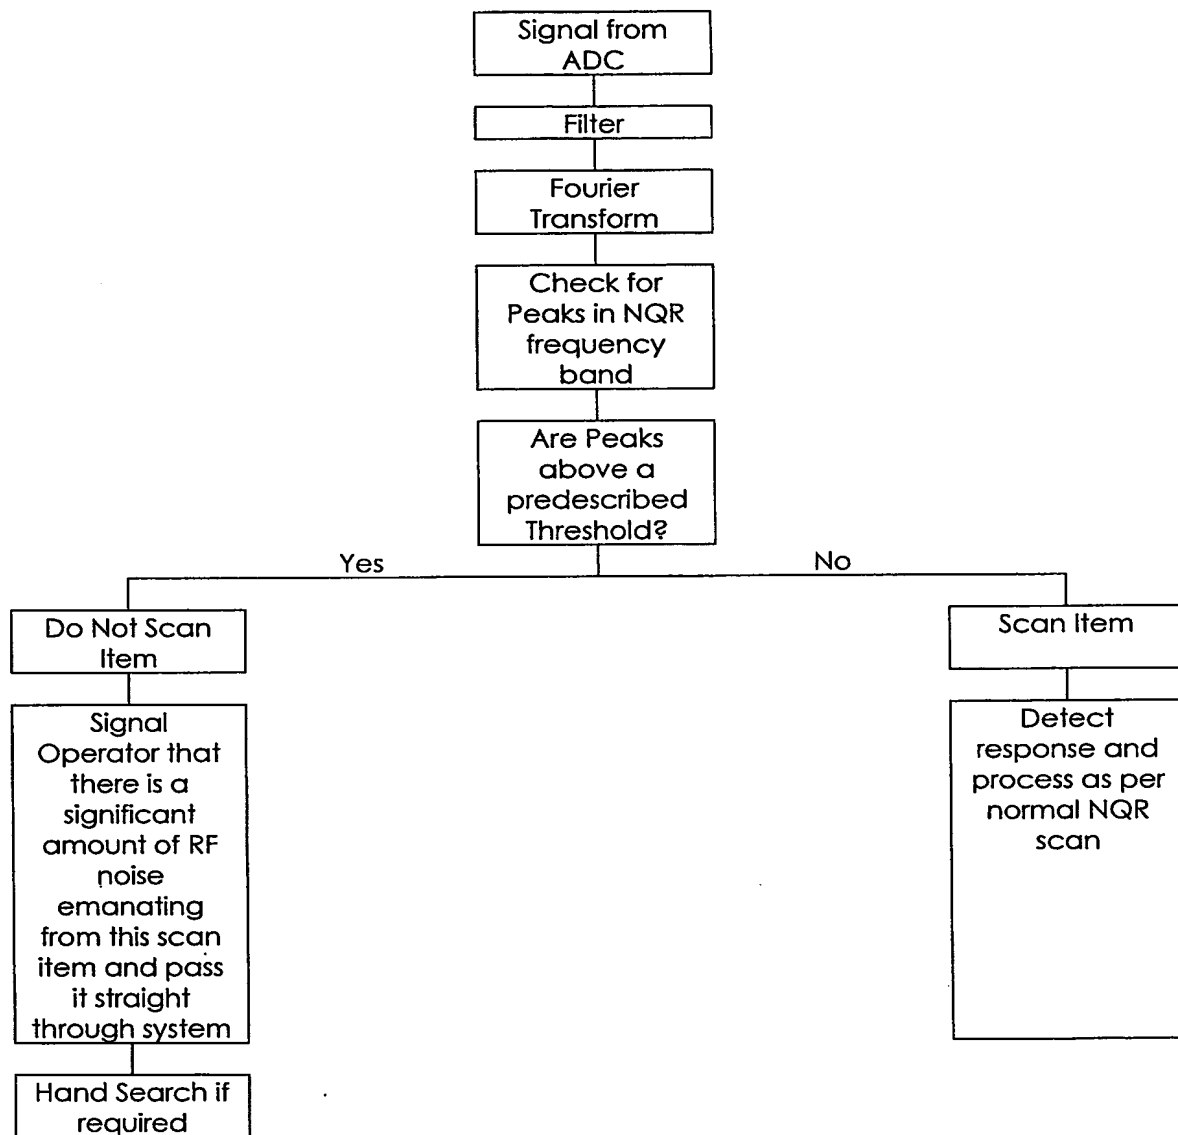 Signal from
ADC
Filter
Fourier
Transform
Check for
Peaks in NQR
frequency
band
Are Peaks
above a
predescribed
Threshold?
Yes
No
Do Not Scan
Item
Signal
Operator that
there is a
significant
amount of RF
noise
emanating
from this scan
item and pass
it straight
through system
Hand Search if
required
Scan Item
Detect
response and
process as per
normal NQR
scan